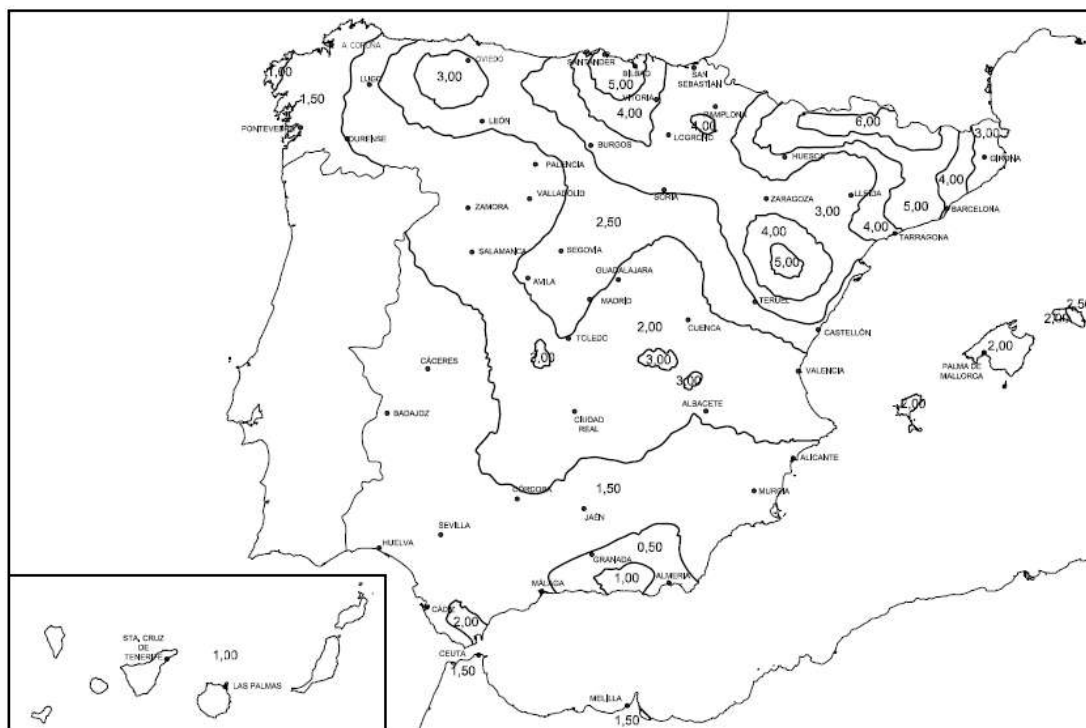 A CORUÑA
LUGO
OVIEDO
SANTANDER
BILBAO
SAN
SEBASTIAN
1,00
1,50
3,00
5,00
VITORIA
4,00
PAMPLONA
4,00
6,00
3,00
PONTEVEDRA
OURENSE
LEÓN
BURGOS
LOGROÑO
HUESCA
GIRONA
PALENCIA
4,00
VALLADOLID
ZAMORA
SORIA
ZARAGOZA
LLEIDA
3,00
5,00
BARCELONA
2,50
4,00
4,00
TARRAGONA
SALAMANCA
SEGOVIA
5,00
GUADALAJARA
AVILA
MADRID
TERUEL
2,50
2,00
2,00
CUENCA
CASTELLÓN
TOLEDO
2,00
2,00
3,00
CÁCERES
3,00
VALENCIA
PALMA DE
MALLORCA
BADAJOZ
CIUDAD
REAL
ALBACETE
2,00
ALICANTE
CÓRDOBA
1,50
MURCIA
JAÉN
SEVILLA
HUELVA
0,50
GRANADA
MÁLAGA
1,00
ALMERIA
CÁDIZ
2,00
CEUTA
1,50
MELILLA
1,50
STA. CRUZ
DE
TENERIFE
1,00
LAS PALMAS